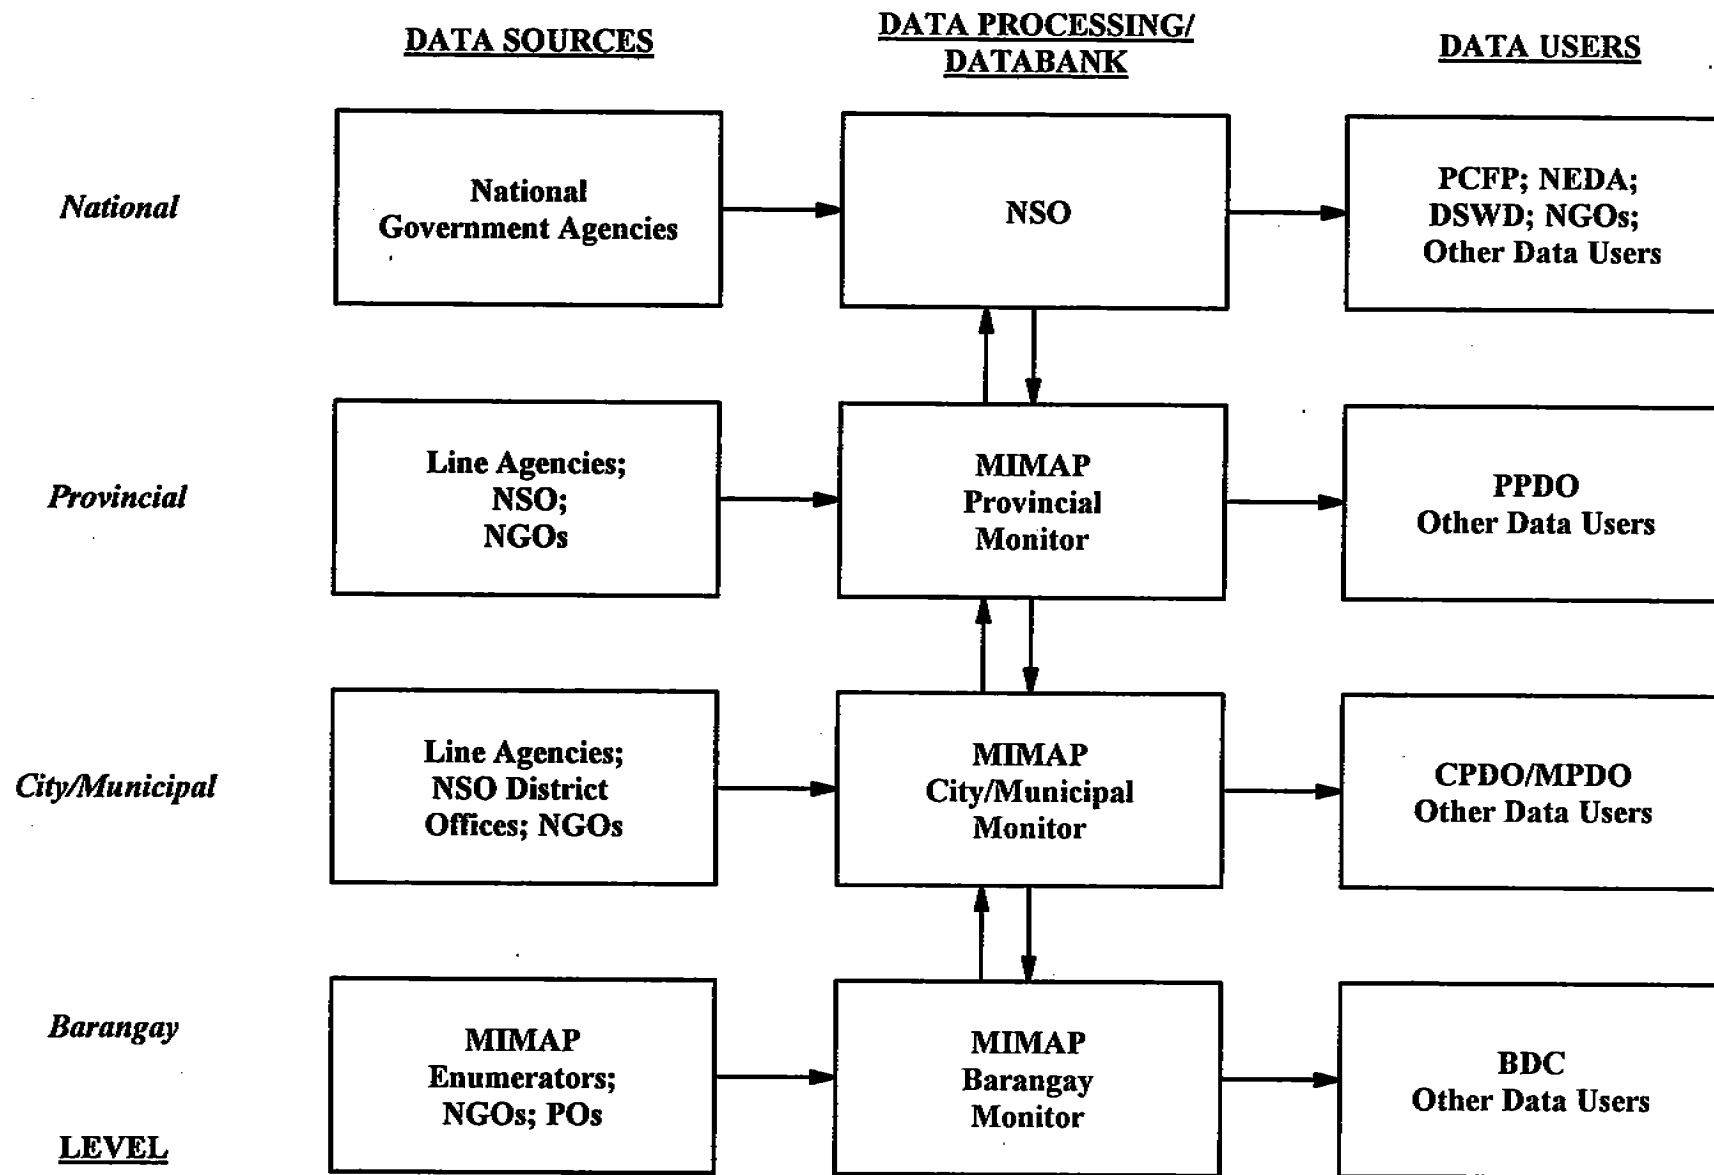 DATA SOURCES
DATA PROCESSING/
DATABANK
DATA USERS
National
National
Government Agencies
NSO
PCFP; NEDA;
DSWD; NGOs;
Other Data Users
Provincial
Line Agencies;
NSO;
NGOs
MIMAP
Provincial
Monitor
PPDO
Other Data Users
City/Municipal
Line Agencies;
NSO District
Offices; NGOs
MIMAP
City/Municipal
Monitor
CPDO/MPDO
Other Data Users
Barangay
MIMAP
Enumerators;
NGOs; POs
MIMAP
Barangay
Monitor
BDC
Other Data Users
LEVEL